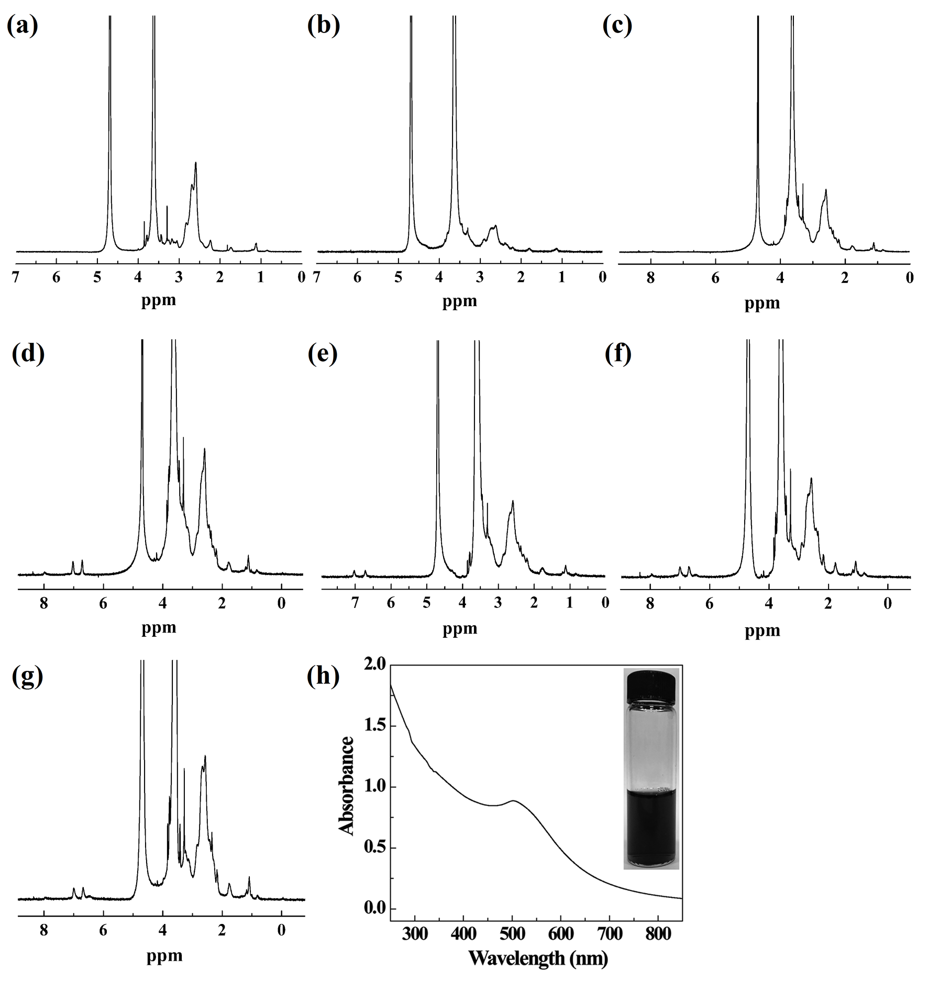 (a)
7 6 5 4 3 2 1 0
ppm
(b)
7 6 5 4 3 2 1 0
ppm
(c)
8 6 4 2 0
ppm
(d)
8 6 4 2 0
ppm
(e)
7 6 5 4 3 2 1 0
ppm
(f)
8 6 4 2 0
ppm
(g)
8 6 4 2 0
ppm
(h)
2.0
1.5
1.0
0.5
0.0
Absorbance
300 400 500 600 700 800
Wavelength (nm)